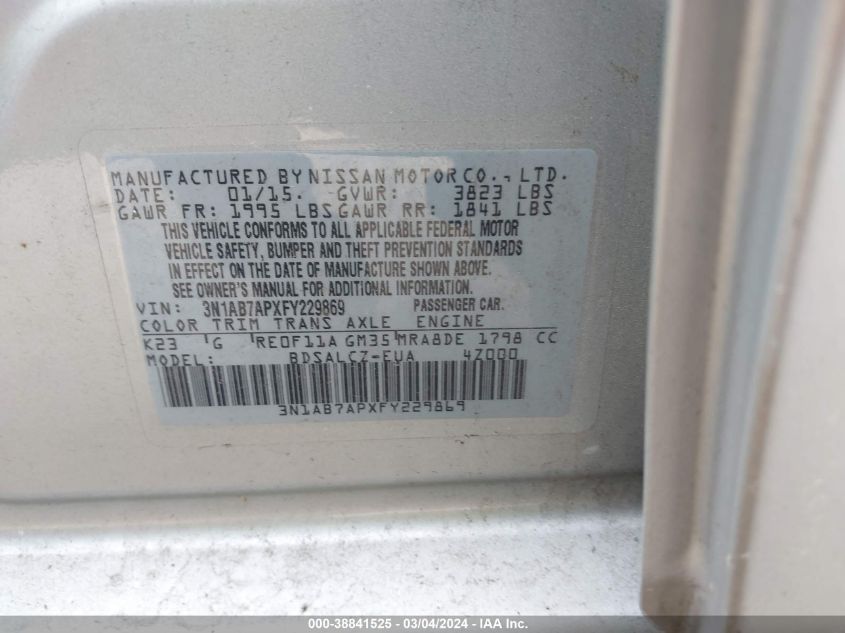 MANUFACTURED BY NISSAN MOTOR CO., LTD.
DATE: 01/15. GVWR: 3823 LBS
GAWR FR: 1995 LBS GAWR RR: 1841 LBS
THIS VEHICLE CONFORMS TO ALL APPLICABLE FEDERAL MOTOR
VEHICLE SAFETY, BUMPER AND THEFT PREVENTION STANDARDS
IN EFFECT ON THE DATE OF MANUFACTURE SHOWN ABOVE.
SEE OWNER'S MANUAL FOR ADDITIONAL INFORMATION.
VIN: 3N1AB7APXFY229869 PASSENGER CAR.
COLOR TRIM TRANS AXLE ENGINE
K23 G RE0F11A GM35 MRA8DE 1798 CC
MODEL: BDSALCZ-EUA 4Z000
3N1AB7APXFY229869
000-38841525 - 03/04/2024 - IAA Inc.